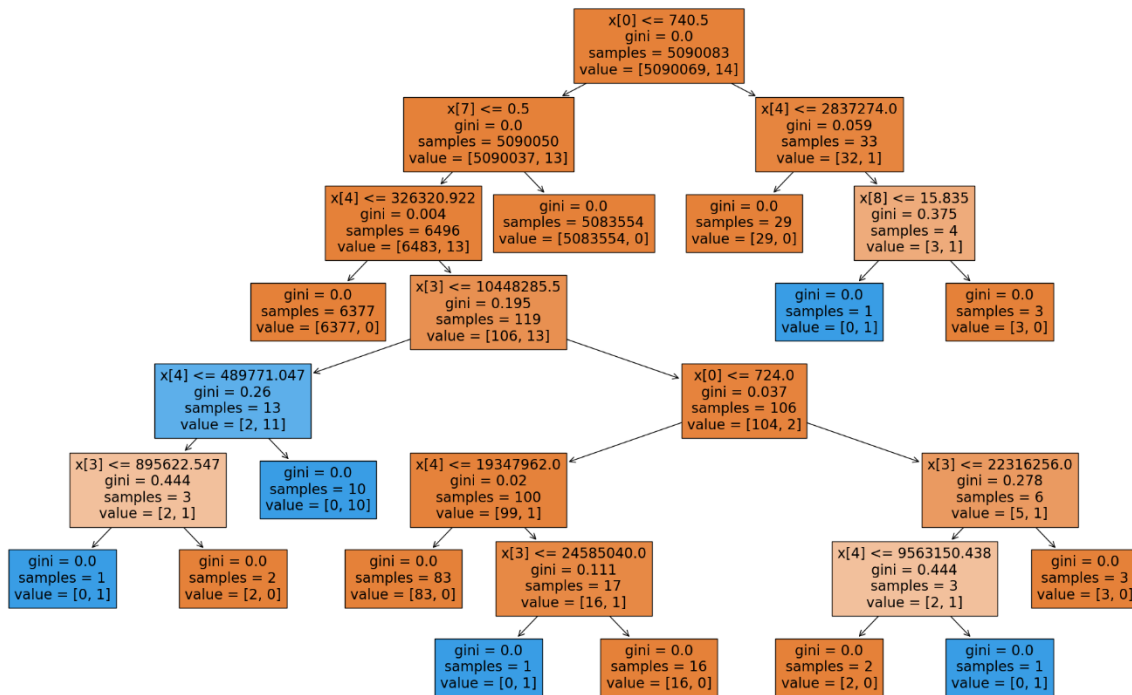 x[0] <= 740.5
gini = 0.0
samples = 5090083
value = [5090069, 14]
x[7] <= 0.5
gini = 0.0
samples = 5090050
value = [5090037, 13]
x[4] <= 2837274.0
gini = 0.059
samples = 33
value = [32, 1]
x[4] <= 326320.922
gini = 0.004
samples = 6496
value = [6483, 13]
gini = 0.0
samples = 5083554
value = [5083554, 0]
gini = 0.0
samples = 29
value = [29, 0]
x[8] <= 15.835
gini = 0.375
samples = 4
value = [3, 1]
gini = 0.0
samples = 6377
value = [6377, 0]
x[3] <= 10448285.5
gini = 0.195
samples = 119
value = [106, 13]
gini = 0.0
samples = 1
value = [0, 1]
gini = 0.0
samples = 3
value = [3, 0]
x[4] <= 489771.047
gini = 0.26
samples = 13
value = [2, 11]
x[0] <= 724.0
gini = 0.037
samples = 106
value = [104, 2]
x[3] <= 895622.547
gini = 0.444
samples = 3
value = [2, 1]
gini = 0.0
samples = 10
value = [0, 10]
x[4] <= 19347962.0
gini = 0.02
samples = 100
value = [99, 1]
x[3] <= 22316256.0
gini = 0.278
samples = 6
value = [5, 1]
gini = 0.0
samples = 1
value = [0, 1]
gini = 0.0
samples = 2
value = [2, 0]
gini = 0.0
samples = 83
value = [83, 0]
x[3] <= 24585040.0
gini = 0.111
samples = 17
value = [16, 1]
x[4] <= 9563150.438
gini = 0.444
samples = 3
value = [2, 1]
gini = 0.0
samples = 3
value = [3, 0]
gini = 0.0
samples = 1
value = [0, 1]
gini = 0.0
samples = 16
value = [16, 0]
gini = 0.0
samples = 2
value = [2, 0]
gini = 0.0
samples = 1
value = [0, 1]